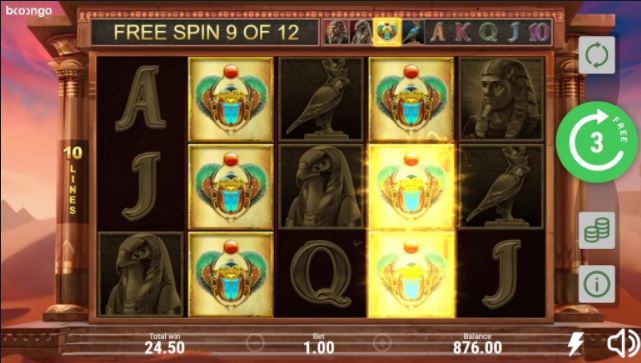 booongo
FREE SPIN 9 OF 12
A K Q J 10
A
J
Q
J
10
LINES
FREE
3
Total win
24.50
Bet
1.00
Balance
876.00